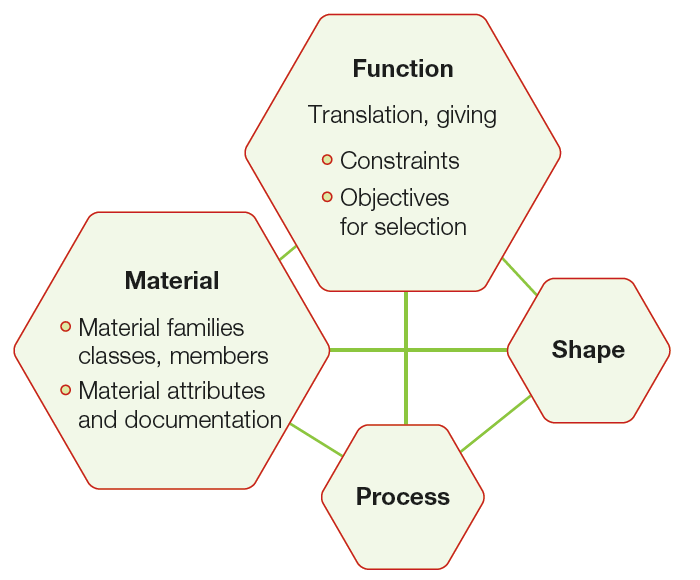 Function
Translation, giving
Constraints
Objectives
for selection
Material
Material families
classes, members
Material attributes
and documentation
Shape
Process